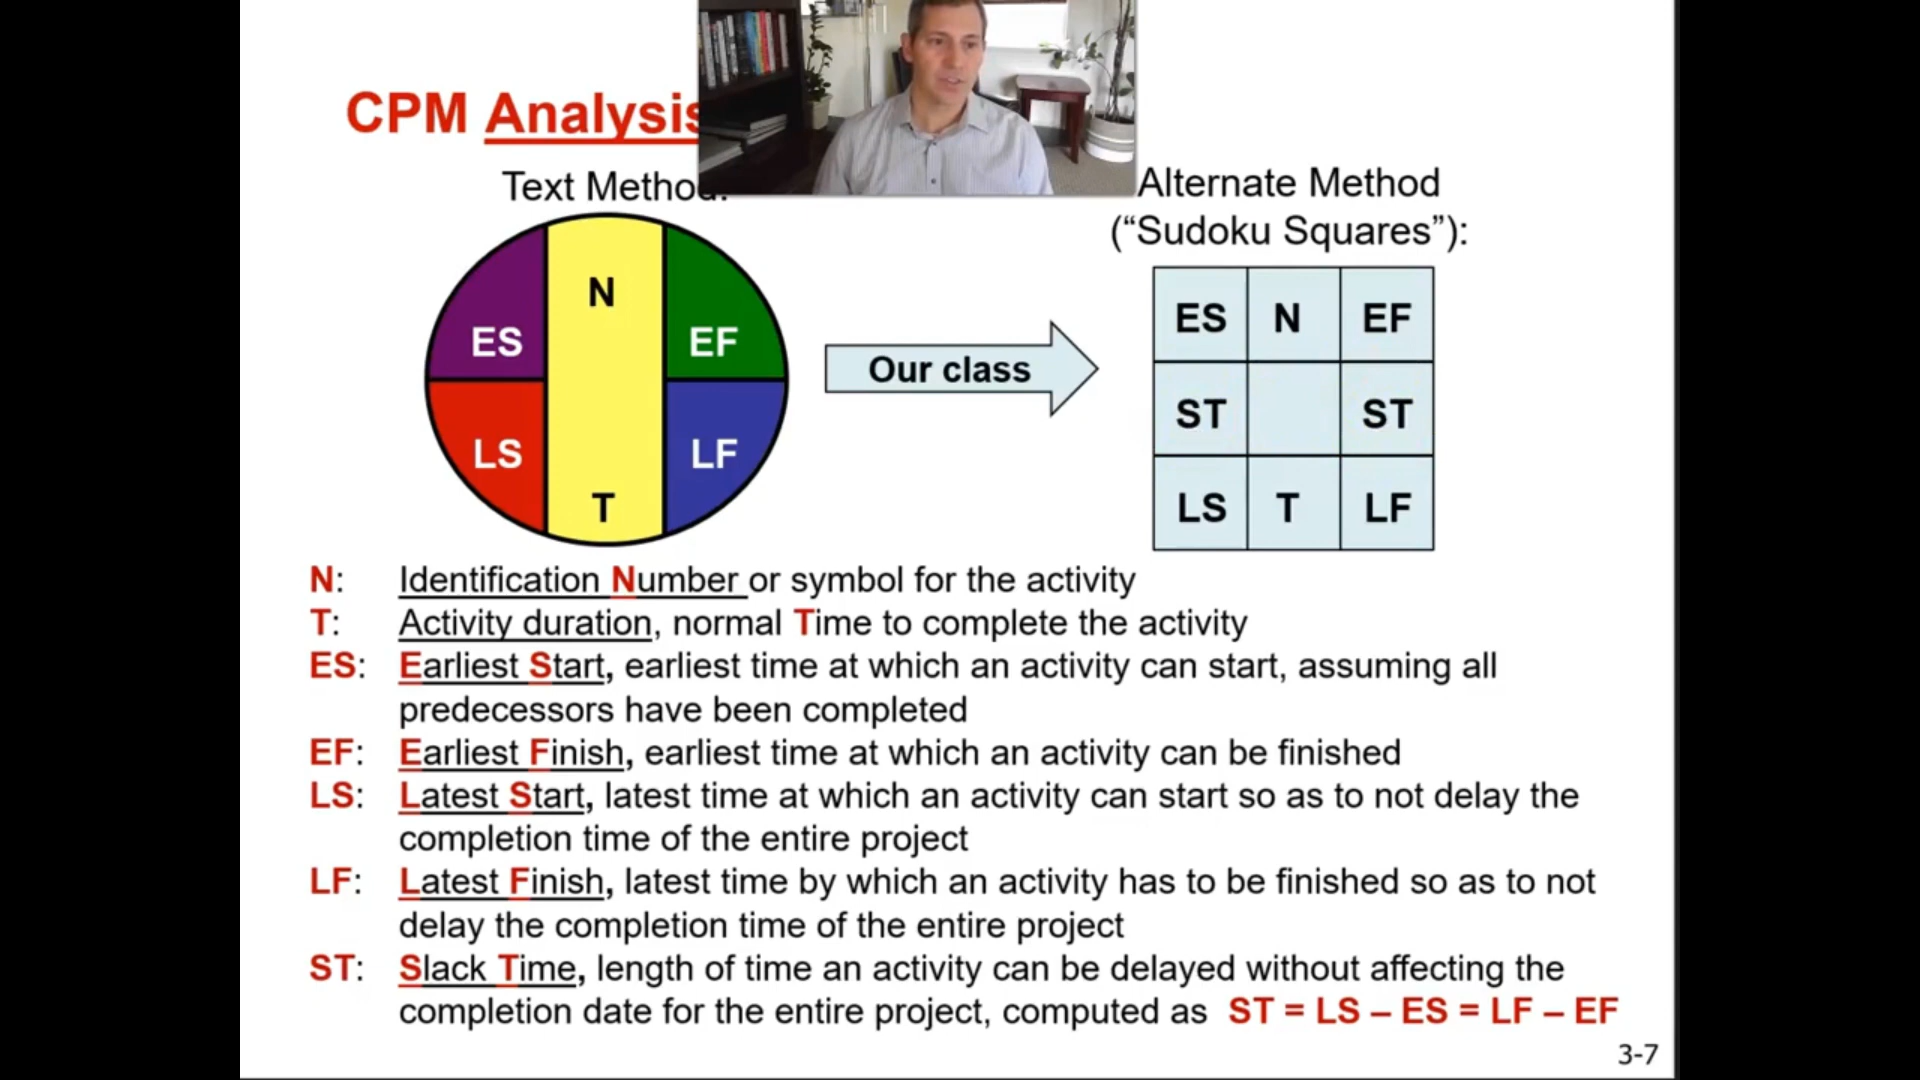 CPM Analysis
Text Method:
Alternate Method
(“Sudoku Squares”):
N
ES
EF
LS
LF
T
Our class
ES N EF
ST ST
LS T LF
N: Identification Number or symbol for the activity
T: Activity duration, normal Time to complete the activity
ES: Earliest Start, earliest time at which an activity can start, assuming all
predecessors have been completed
EF: Earliest Finish, earliest time at which an activity can be finished
LS: Latest Start, latest time at which an activity can start so as to not delay the
completion time of the entire project
LF: Latest Finish, latest time by which an activity has to be finished so as to not
delay the completion time of the entire project
ST: Slack Time, length of time an activity can be delayed without affecting the
completion date for the entire project, computed as ST = LS – ES = LF – EF
3-7